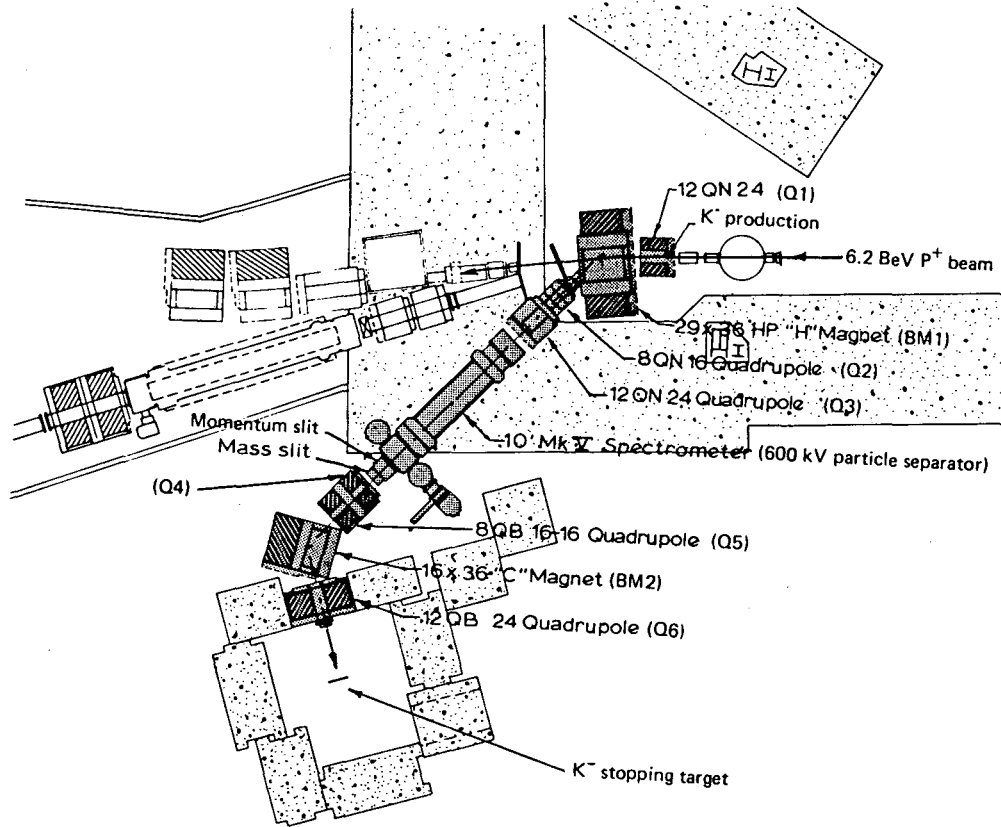 HI
12 QN 24 (Q1)
K⁻ production
6.2 BeV P⁺ beam
29 x 36 HP "H" Magnet (BM1)
HI
8 QN 16 Quadrupole (Q2)
12 QN 24 Quadrupole (Q3)
Momentum slit
10' Mk V Spectrometer (600 kV particle separator)
Mass slit
(Q4)
8 QB 16-16 Quadrupole (Q5)
16 x 36-"C" Magnet (BM2)
12 QB 24 Quadrupole (Q6)
K⁻ stopping target